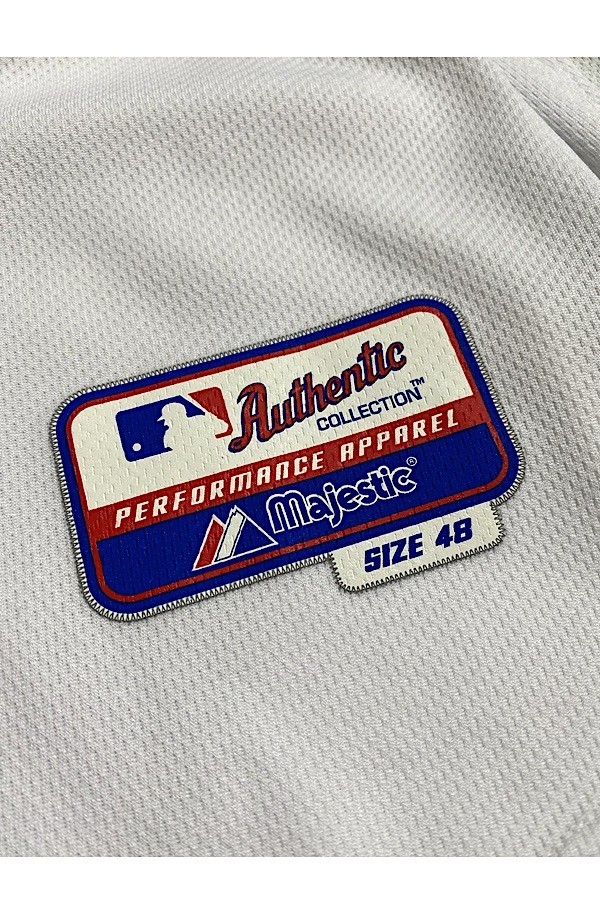 Authentic
COLLECTION™
PERFORMANCE APPAREL
Majestic®
SIZE 48